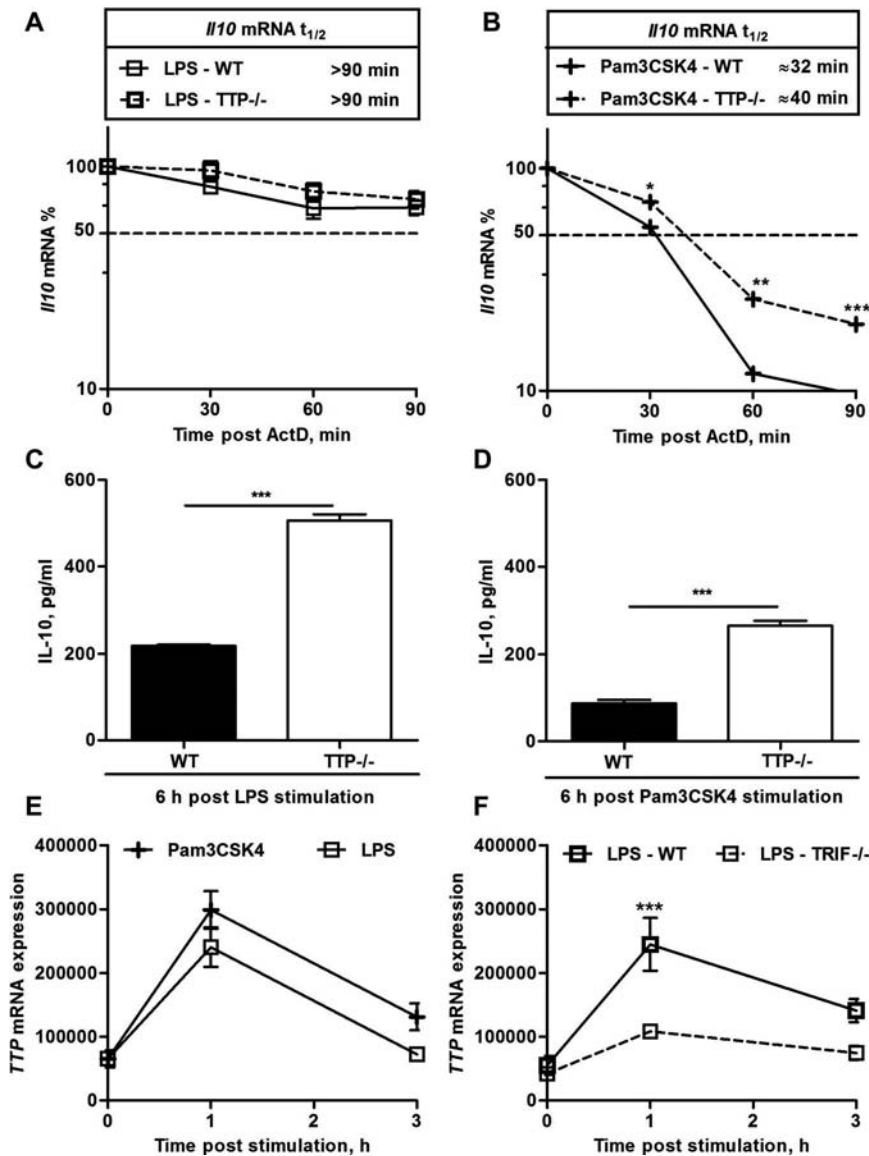 A
Il10 mRNA t1/2
LPS - WT >90 min
LPS - TTP-/- >90 min
Il10 mRNA %
100
50
10
0 30 60 90
Time post ActD, min
B
Il10 mRNA t1/2
Pam3CSK4 - WT ≈32 min
Pam3CSK4 - TTP-/- ≈40 min
Il10 mRNA %
100
50
10
*
**
***
0 30 60 90
Time post ActD, min
C
IL-10, pg/ml
600
400
200
0
***
WT TTP-/-
6 h post LPS stimulation
D
IL-10, pg/ml
600
400
200
0
***
WT TTP-/-
6 h post Pam3CSK4 stimulation
E
Pam3CSK4 LPS
TTP mRNA expression
400000
300000
200000
100000
0
0 1 2 3
Time post stimulation, h
F
LPS - WT LPS - TRIF-/-
TTP mRNA expression
400000
300000
200000
100000
0
***
0 1 2 3
Time post stimulation, h